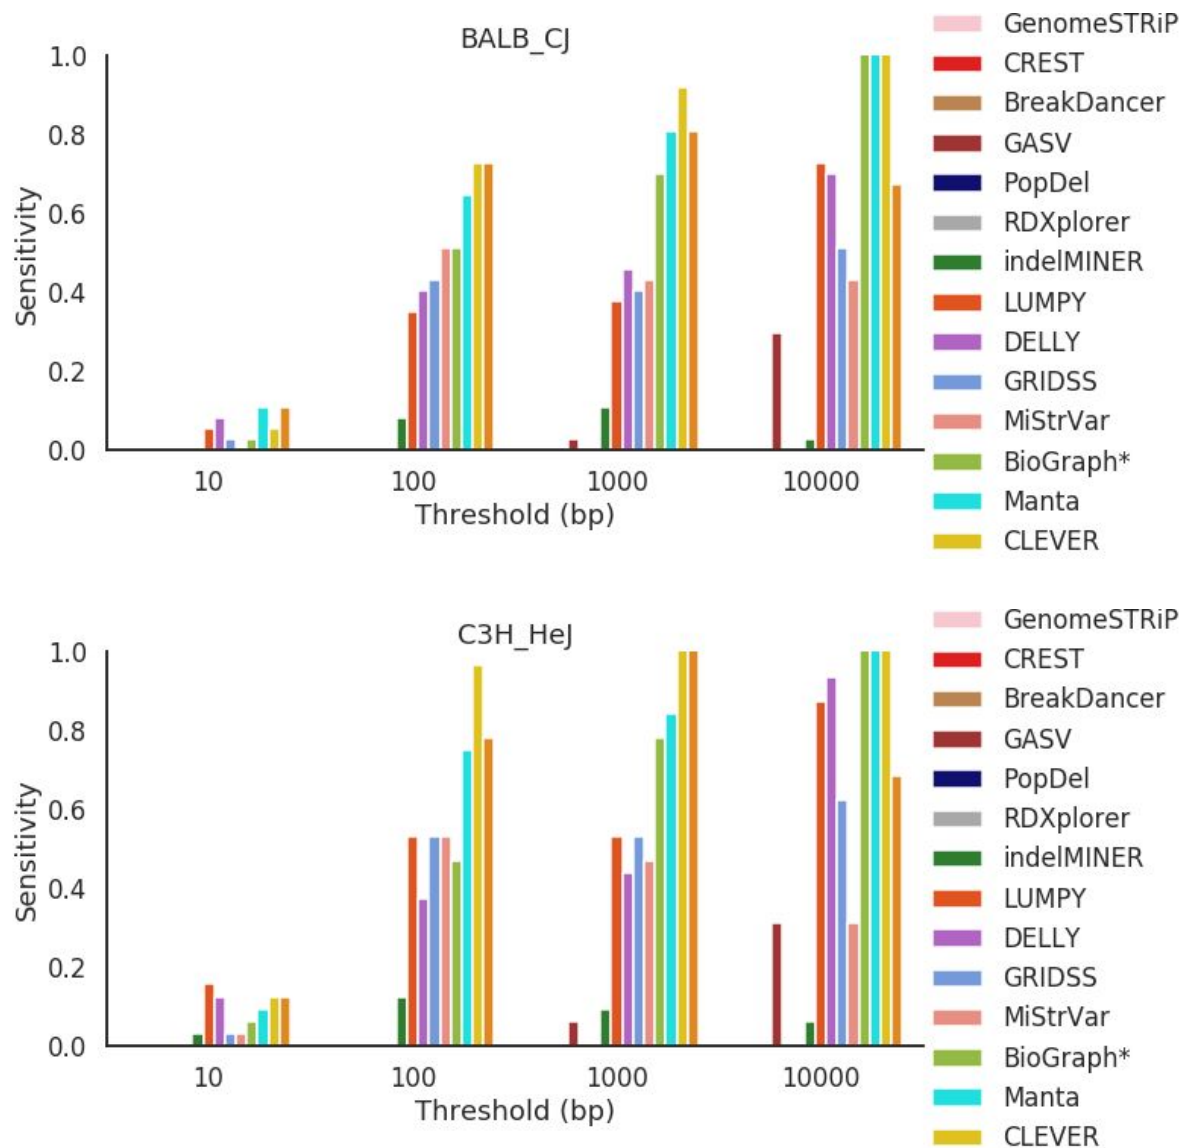 BALB_CJ
1.0
0.8
0.6
0.4
0.2
0.0
Sensitivity
10 100 1000 10000
Threshold (bp)
GenomeSTRiP
CREST
BreakDancer
GASV
PopDel
RDXplorer
indelMINER
LUMPY
DELLY
GRIDSS
MiStrVar
BioGraph*
Manta
CLEVER
C3H_HeJ
1.0
0.8
0.6
0.4
0.2
0.0
Sensitivity
10 100 1000 10000
Threshold (bp)
GenomeSTRiP
CREST
BreakDancer
GASV
PopDel
RDXplorer
indelMINER
LUMPY
DELLY
GRIDSS
MiStrVar
BioGraph*
Manta
CLEVER